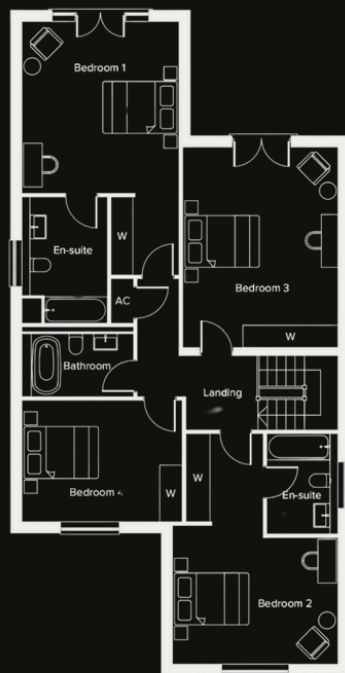 Bedroom 1
En-suite
W
AC
Bedroom 3
W
Bathroom
Landing
Bedroom 4
W
W
En-suite
Bedroom 2